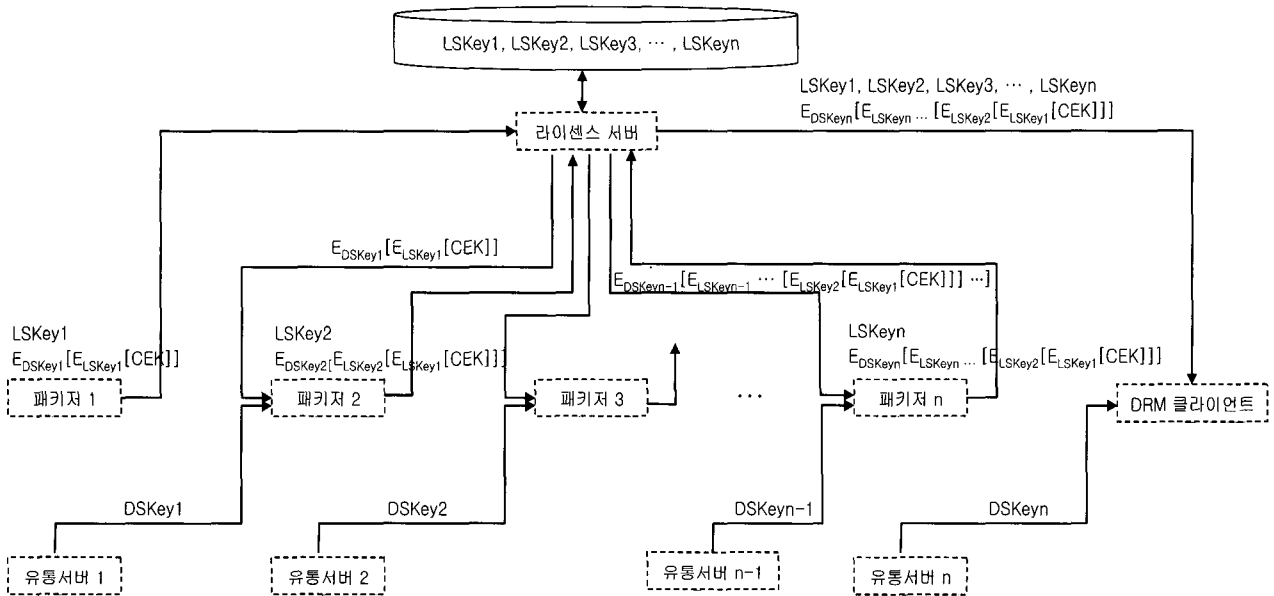 LSKey1, LSKey2, LSKey3, ⋯ , LSKeyn
LSKey1, LSKey2, LSKey3, ⋯ , LSKeyn
E_DSKeyn[E_LSKeyn ... [E_LSKey2[E_LSKey1[CEK]]]]
라이센스 서버
E_DSKey1[E_LSKey1[CEK]]
E_DSKeyn-1[E_LSKeyn-1 ⋯ [E_LSKey2[E_LSKey1[CEK]]] ⋯]
LSKey1
E_DSKey1[E_LSKey1[CEK]]
LSKey2
E_DSKey2[E_LSKey2[E_LSKey1[CEK]]]
LSKeyn
E_DSKeyn[E_LSKeyn ... [E_LSKey2[E_LSKey1[CEK]]]]
패키저 1
패키저 2
패키저 3
⋯
패키저 n
DRM 클라이언트
DSKey1
DSKey2
DSKeyn-1
DSKeyn
유통서버 1
유통서버 2
유통서버 n-1
유통서버 n